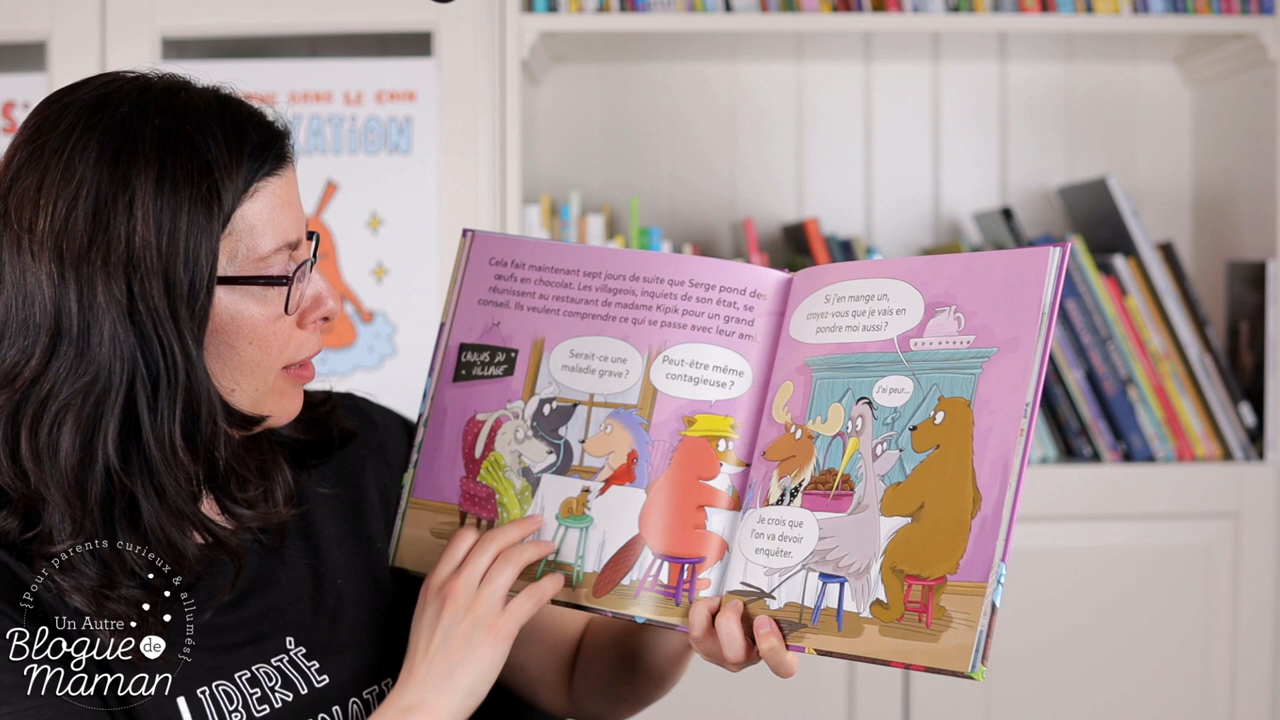 DANS LE COIN
Cela fait maintenant sept jours de suite que Serge pond des
œufs en chocolat. Les villageois, inquiets de son état, se
réunissent au restaurant de madame Kipik pour un grand
conseil. Ils veulent comprendre ce qui se passe avec leur ami.
CAUCUS DU
VILLAGE
Serait-ce une
maladie grave?
Peut-être même
contagieuse?
Si j'en mange un,
croyez-vous que je vais en
pondre moi aussi?
J'ai peur...
Je crois que
l'on va devoir
enquêter.
{Pour parents curieux & allumés}
Un Autre
Blogue de
Maman
LIBERTÉ